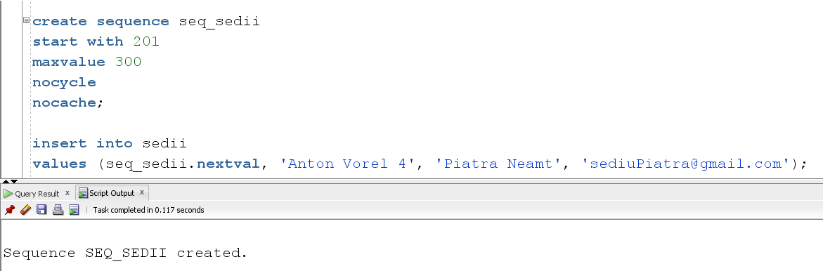 create sequence seq_sedii
start with 201
maxvalue 300
nocycle
nocache;
insert into sedii
values (seq_sedii.nextval, 'Anton Vorel 4', 'Piatra Neamt', 'sediuPiatra@gmail.com');
Query Result x Script Output x
Task completed in 0.117 seconds
Sequence SEQ_SEDII created.